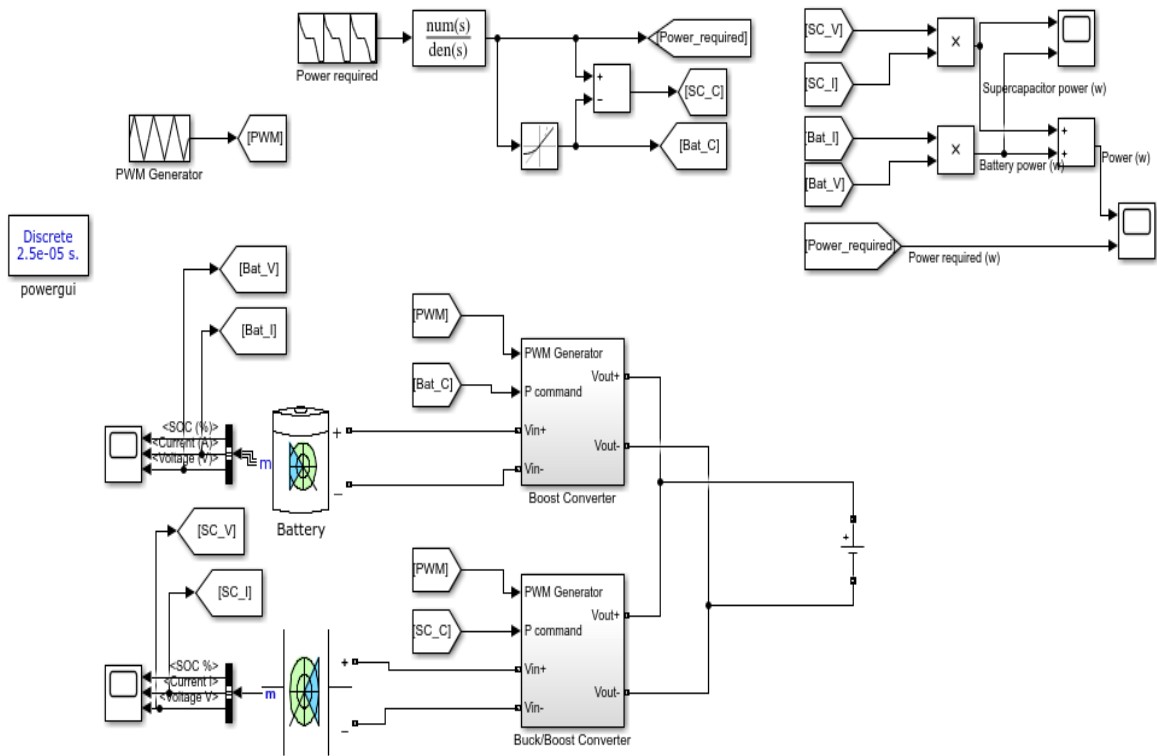 num(s)
den(s)
Power required
[Power_required]
+
−
[SC_C]
[Bat_C]
[PWM]
PWM Generator
[SC_V]
×
[SC_I]
Supercapacitor power (w)
[Bat_I]
×
[Bat_V]
Battery power (w)
+
+
Power (w)
[Power_required]
Power required (w)
Discrete
2.5e-05 s.
powergui
[Bat_V]
[Bat_I]
<SOC (%)>
<Current (A)>
<Voltage (V)>
m
+
−
Battery
[PWM]
[Bat_C]
PWM Generator
P command
Vin+
Vin-
Vout+
Vout-
Boost Converter
+
[SC_V]
[SC_I]
<SOC %>
<Current I>
<Voltage V>
m
+
−
[PWM]
[SC_C]
PWM Generator
P command
Vin+
Vin-
Vout+
Vout-
Buck/Boost Converter